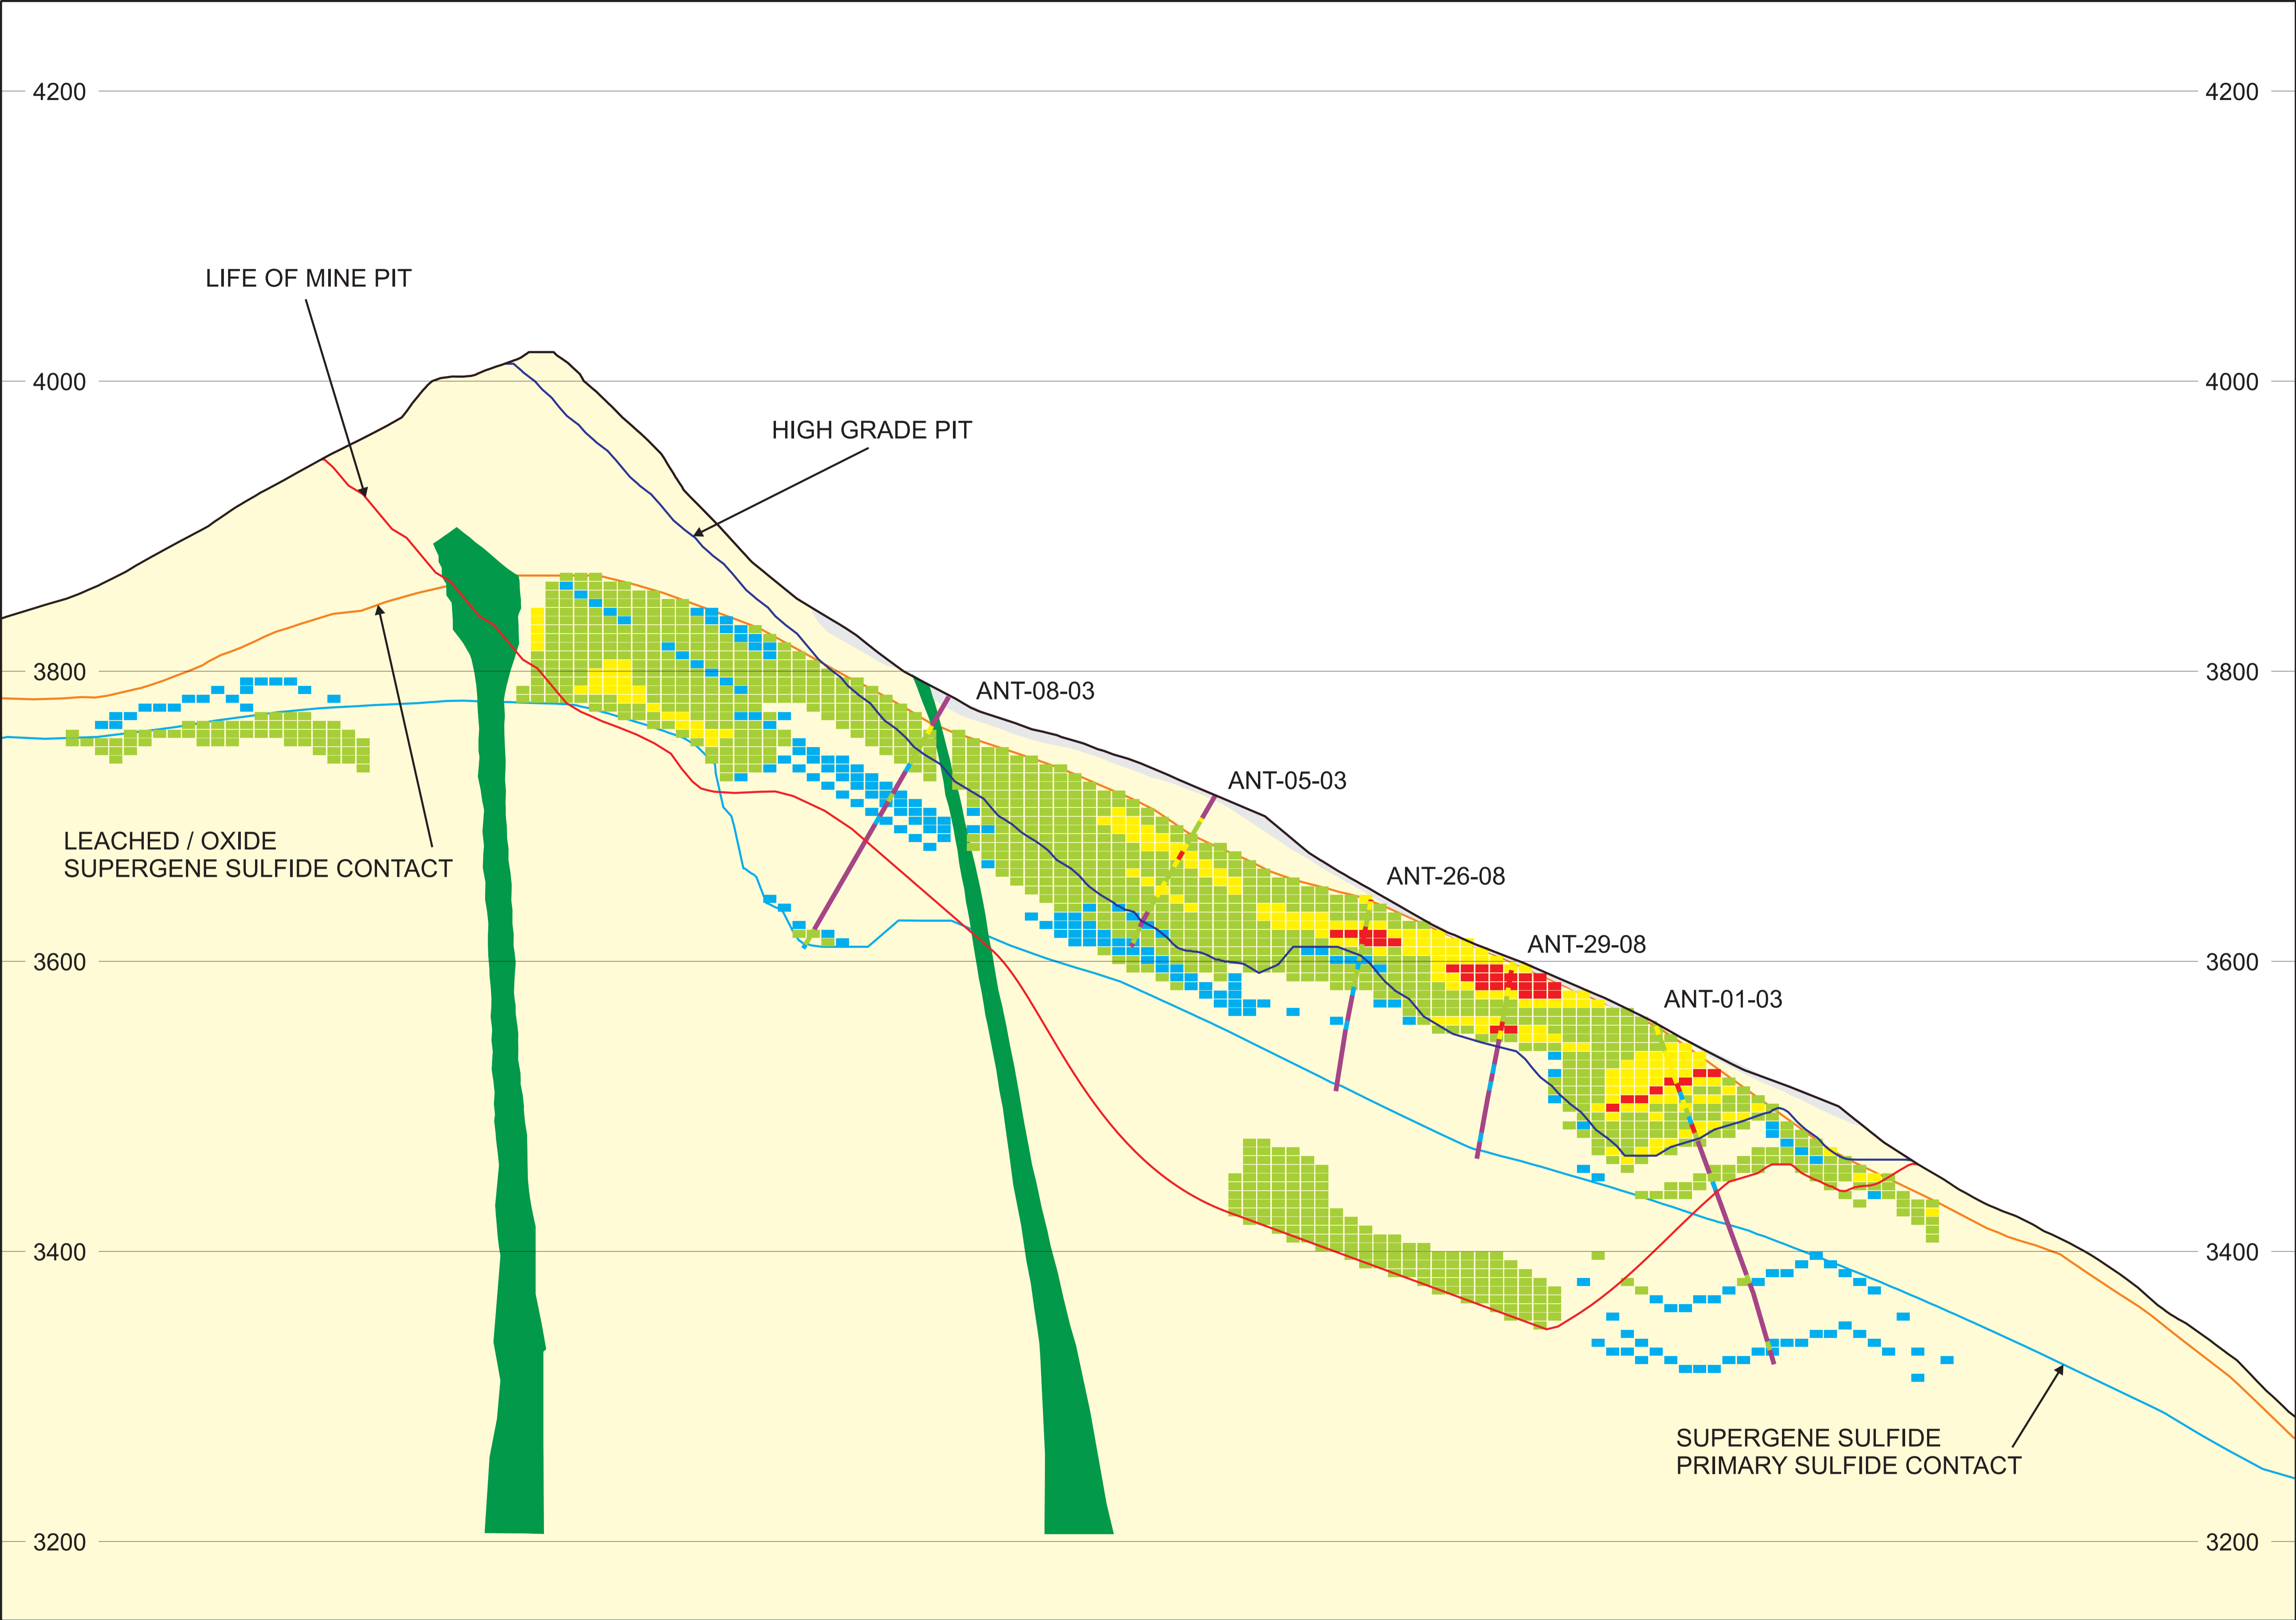 4200 4200
LIFE OF MINE PIT
4000 4000
HIGH GRADE PIT
3800 3800
ANT-08-03
ANT-05-03
LEACHED / OXIDE
SUPERGENE SULFIDE CONTACT
ANT-26-08
ANT-29-08
3600 3600
ANT-01-03
3400 3400
SUPERGENE SULFIDE
PRIMARY SULFIDE CONTACT
3200 3200